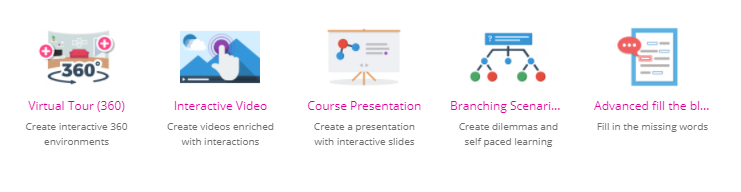 360°
Virtual Tour (360)
Create interactive 360
environments
Interactive Video
Create videos enriched
with interactions
Course Presentation
Create a presentation
with interactive slides
?
Branching Scenari...
Create dilemmas and
self paced learning
Advanced fill the bl...
Fill in the missing words